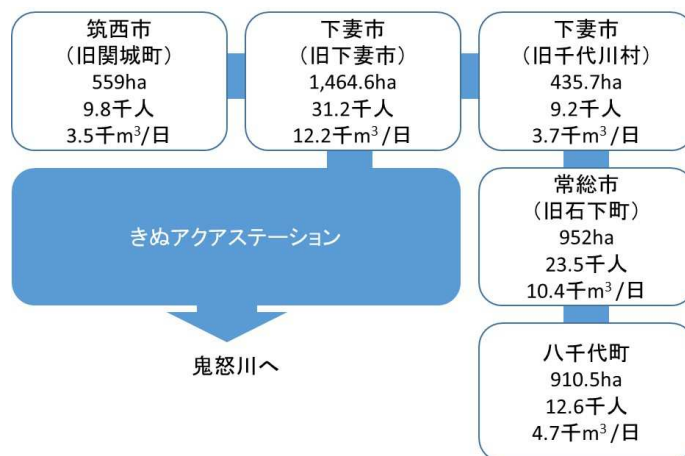 筑西市
（旧関城町）
559ha
9.8千人
3.5千m³/日
下妻市
（旧下妻市）
1,464.6ha
31.2千人
12.2千m³/日
下妻市
（旧千代川村）
435.7ha
9.2千人
3.7千m³/日
きぬアクアステーション
常総市
（旧石下町）
952ha
23.5千人
10.4千m³/日
鬼怒川へ
八千代町
910.5ha
12.6千人
4.7千m³/日